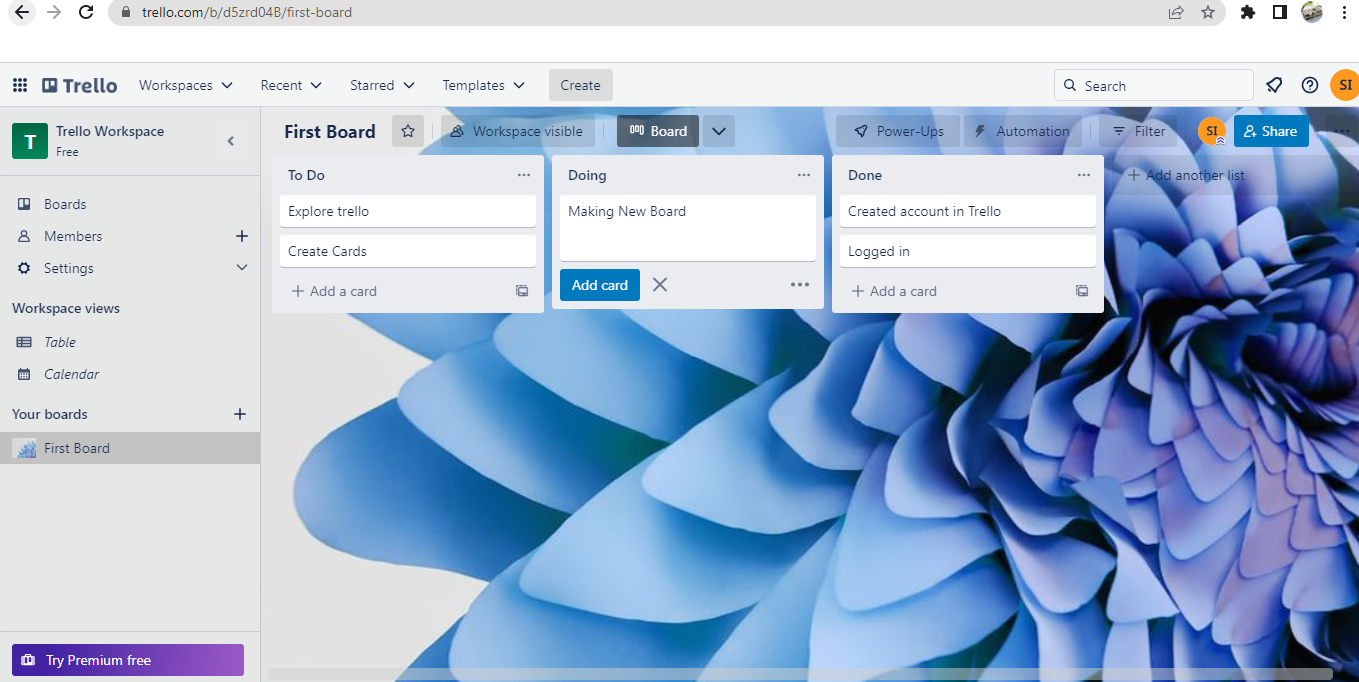 trello.com/b/d5zrd04B/first-board
Trello Workspaces Recent Starred Templates Create Search SI
T Trello Workspace
Free
Boards
Members
Settings
Workspace views
Table
Calendar
Your boards
First Board
Try Premium free
First Board Workspace visible Board Power-Ups Automation Filter SI Share
To Do
Explore trello
Create Cards
Add a card
Doing
Making New Board
Add card
Done
Created account in Trello
Logged in
Add a card
Add another list